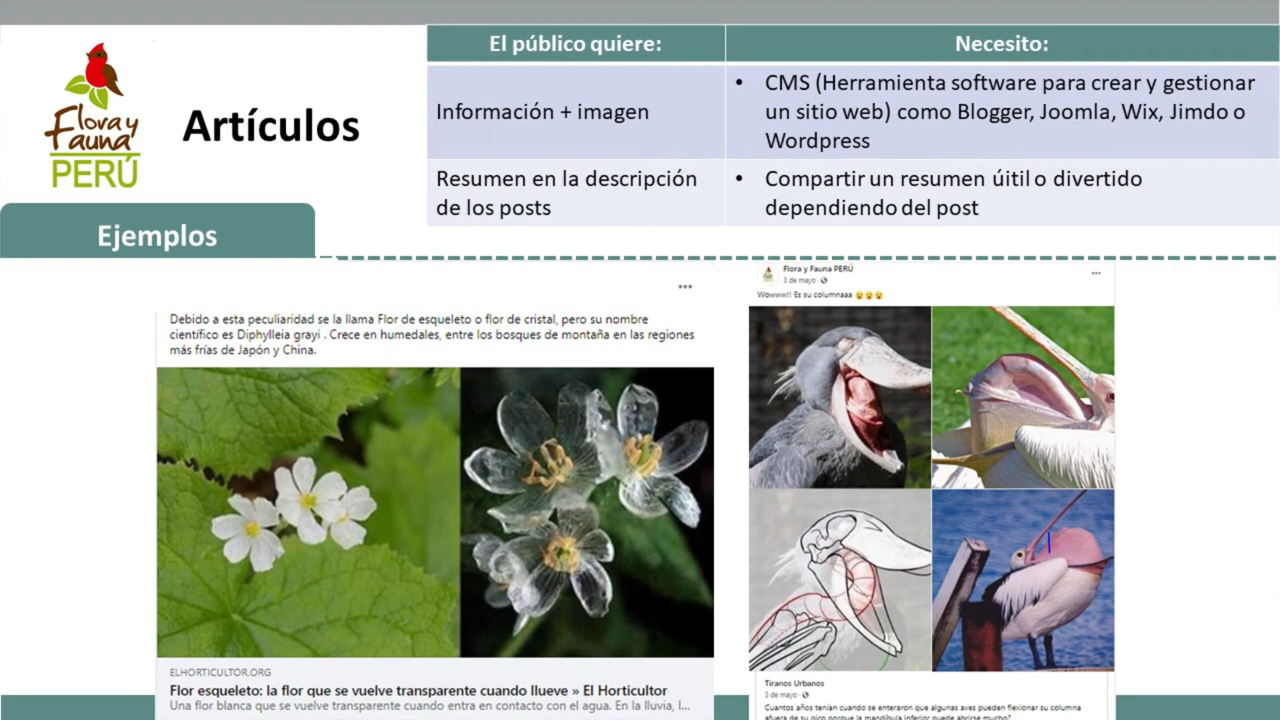 Flora y
Fauna
PERÚ
Artículos
El público quiere:
Necesito:
Información + imagen
• CMS (Herramienta software para crear y gestionar
un sitio web) como Blogger, Joomla, Wix, Jimdo o
Wordpress
Resumen en la descripción
de los posts
• Compartir un resumen úitil o divertido
dependiendo del post
Ejemplos
Debido a esta peculiaridad se la llama Flor de esqueleto o flor de cristal, pero su nombre
científico es Diphylleia grayi . Crece en humedales, entre los bosques de montaña en las regiones
más frías de Japón y China.
ELHORTICULTOR.ORG
Flor esqueleto: la flor que se vuelve transparente cuando llueve » El Horticultor
Una flor blanca que se vuelve transparente cuando entra en contacto con el agua. En la lluvia, l...
Flora y Fauna PERÚ
3 de mayo ·
Wowww!! Es su columnaaa 😮😮😮
Tiranos Urbanos
3 de mayo ·
Cuantos años tenían cuando se enteraron que algunas aves pueden flexionar su columna
afuera de su pico porque la mandíbula inferior puede abrirse mucho?